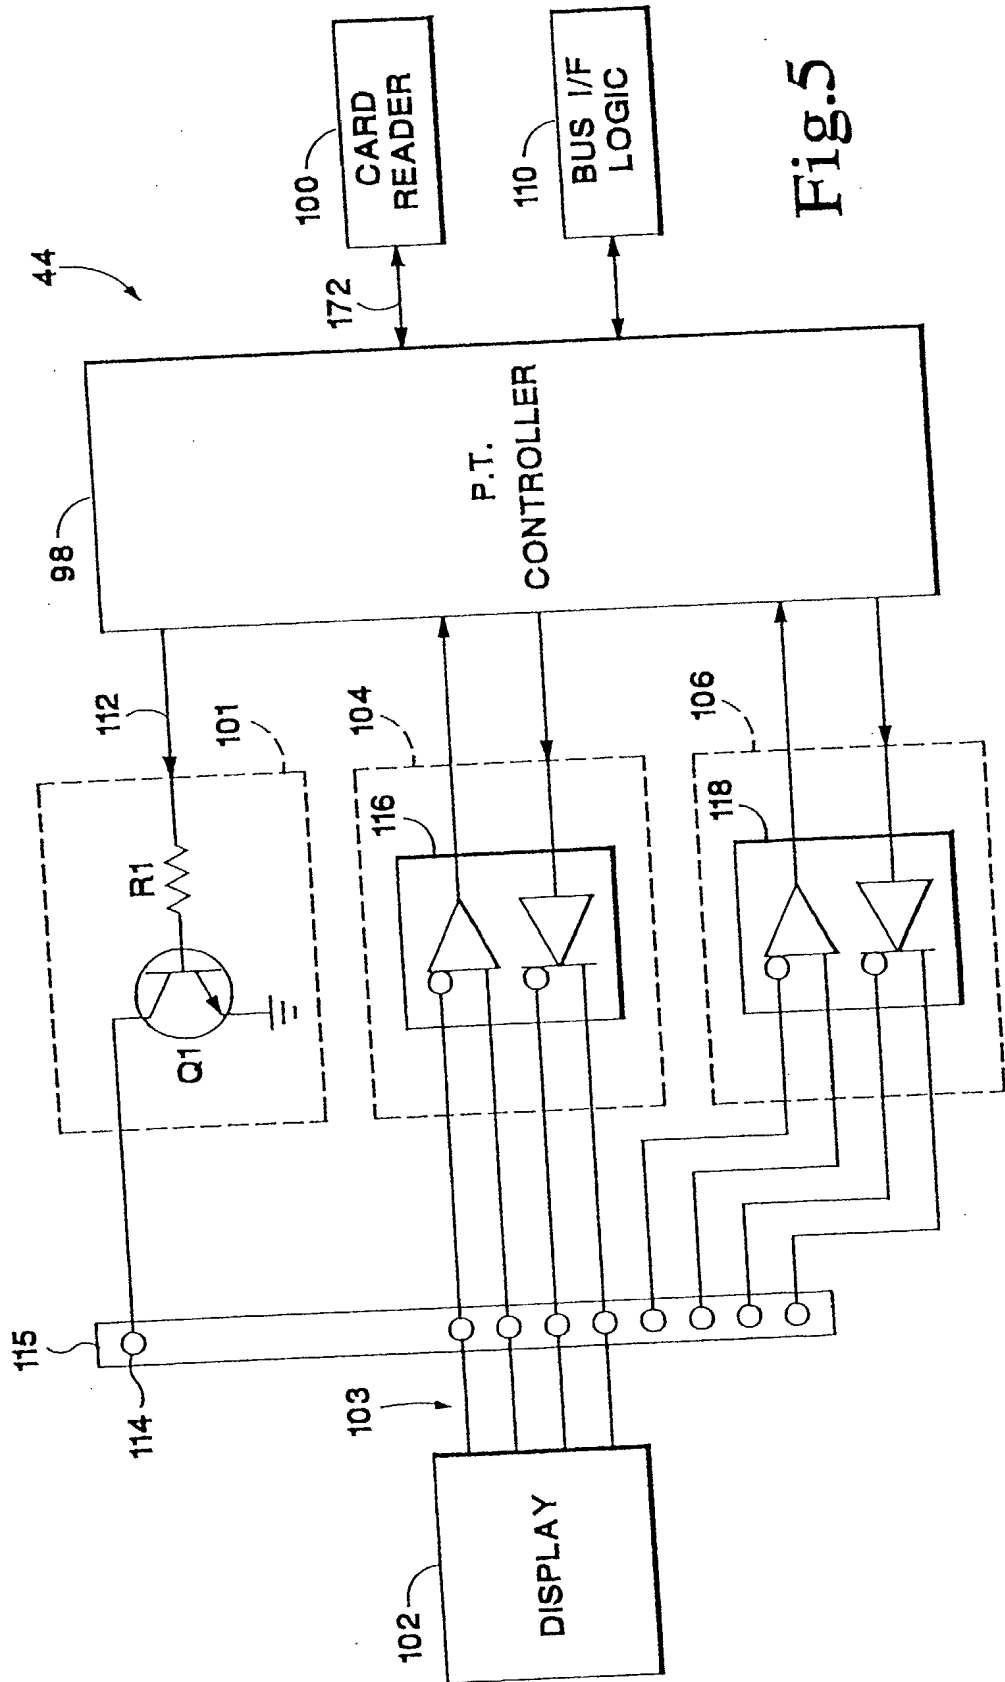 44
98
100
CARD
READER
172
110
BUS I/F
LOGIC
P.T.
CONTROLLER
112
101
R1
Q1
104
116
106
118
115
114
103
102
DISPLAY
Fig.5